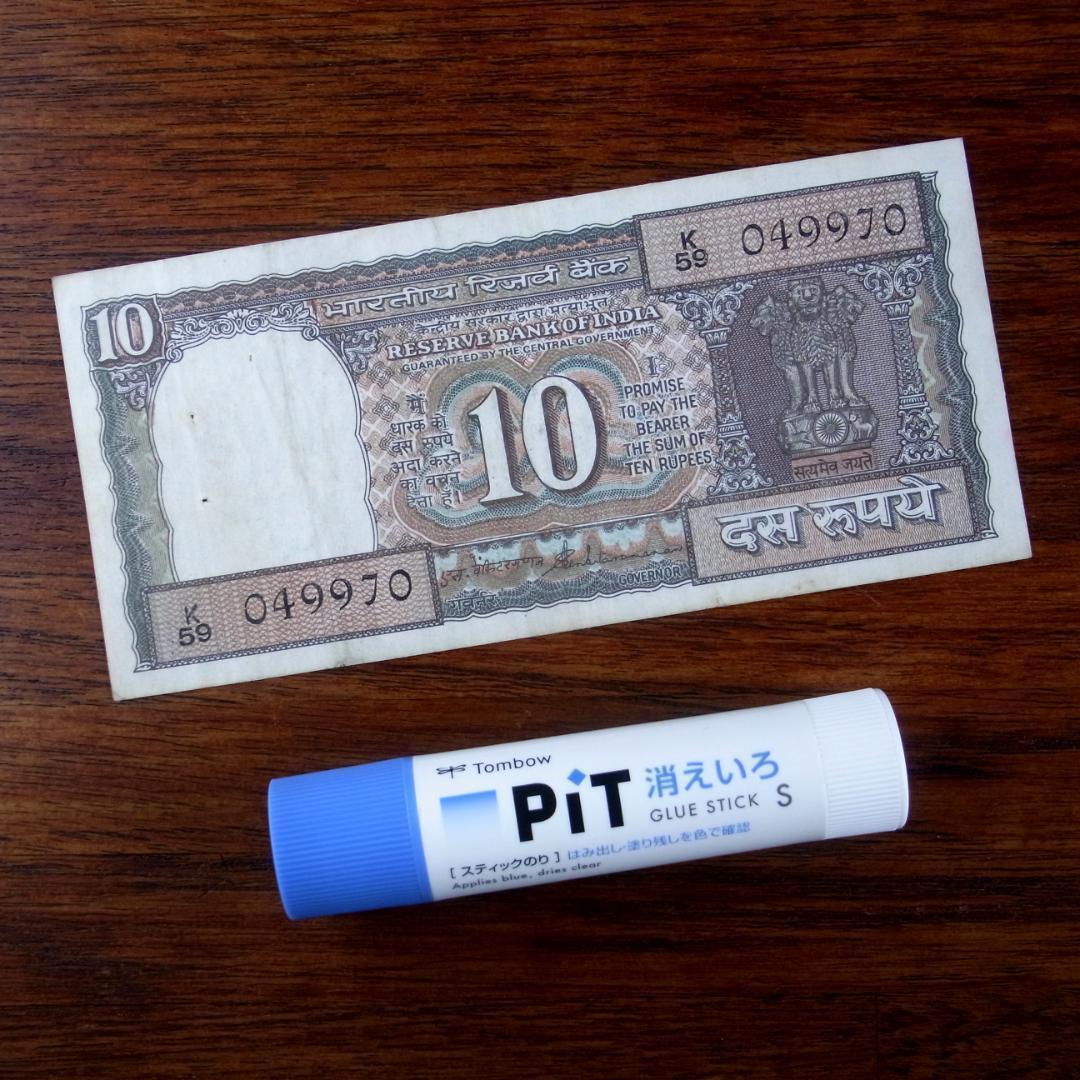 K
59 049970
10
भारतीय रिज़र्व बैंक
केन्द्रीय सरकार द्वारा प्रत्याभूत
RESERVE BANK OF INDIA
GUARANTEED BY THE CENTRAL GOVERNMENT
मैं
धारक को
दस रुपये
अदा करने
का वचन
देता हूँ।
10
I
PROMISE
TO PAY THE
BEARER
THE SUM OF
TEN RUPEES
सत्यमेव जयते
दस रूपये
गवर्नर
GOVERNOR
K
59 049970
Tombow
PiT 消えいろ
GLUE STICK S
[スティックのり] はみ出し・塗り残しを色で確認
Applies blue, dries clear